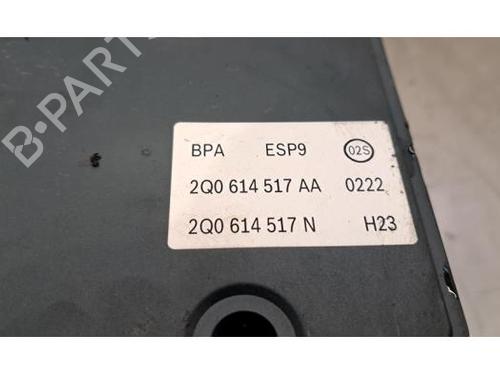 B-PARTS
BPA ESP9 02S
2Q0 614 517 AA 0222
2Q0 614 517 N H23